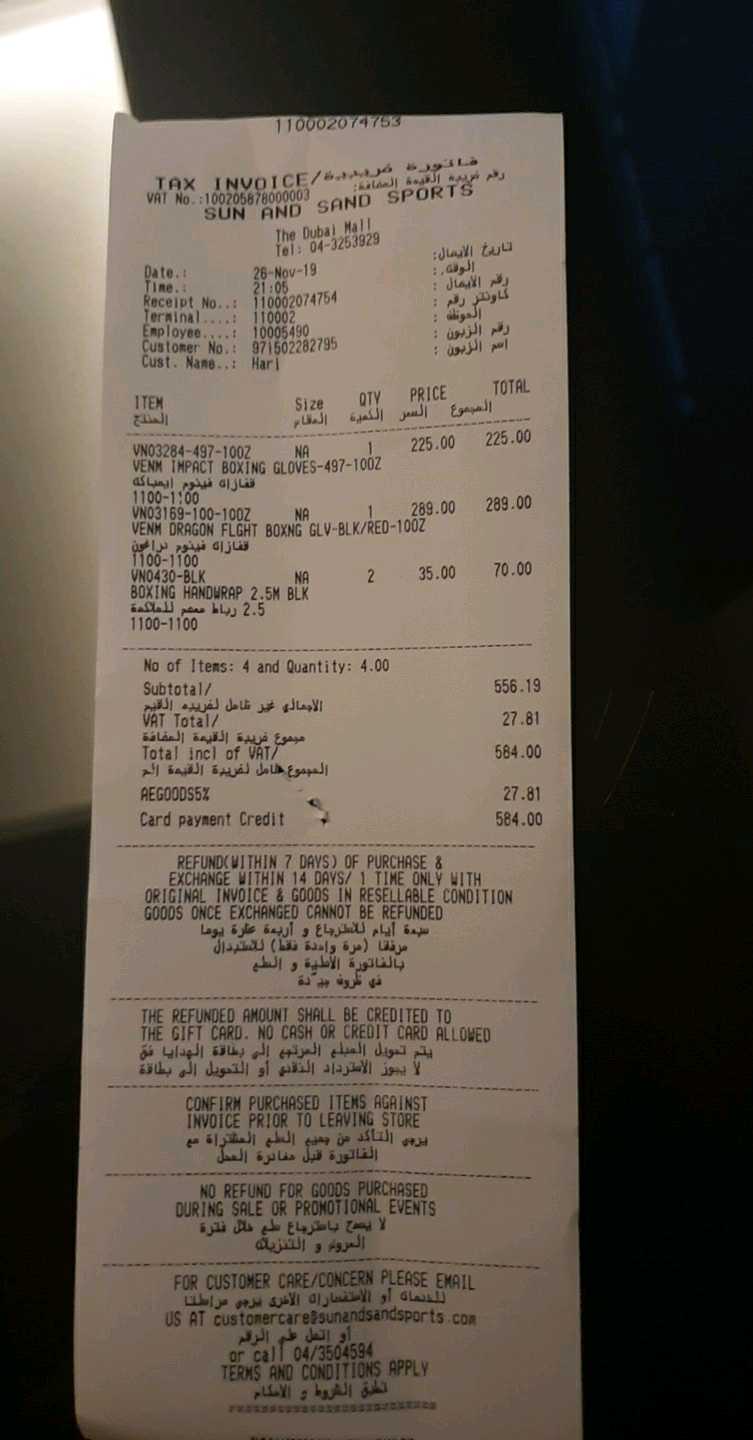 110002074753
TAX INVOICE/فاتورة ضريبية
VAT No.:100205878000003 رقم ضريبة القيمة المضافة:
SUN AND SAND SPORTS
The Dubai Mall
Tel: 04-3253929
Date.: 26-Nov-19 تاريخ الايصال:
Time.: 21:05 الوقت.:
Receipt No..: 110002074754 رقم الايصال :
Terminal....: 110002 كاونتر رقم :
Employee....: 10005490 الموظف :
Customer No.: 971502282795 رقم الزبون :
Cust. Name..: Hari اسم الزبون :
ITEM Size QTY PRICE TOTAL
المنتج المقاس الكمية السعر المجموع
VN03284-497-10OZ NA 1 225.00 225.00
VENM IMPACT BOXING GLOVES-497-10OZ
قفازات فينوم ايمباكت
1100-1100
VN03169-100-10OZ NA 1 289.00 289.00
VENM DRAGON FLGHT BOXNG GLV-BLK/RED-10OZ
قفازات فينوم دراغون
1100-1100
VN0430-BLK NA 2 35.00 70.00
BOXING HANDWRAP 2.5M BLK
2.5 رباط معصم للملاكمة
1100-1100
No of Items: 4 and Quantity: 4.00
Subtotal/ 556.19
الاجمالي غير شامل لضريبه القيم
VAT Total/ 27.81
مجموع ضريبة القيمة المضافة
Total incl of VAT/ 584.00
المجموع شامل لضريبة القيمة الم
AEGOODS5% 27.81
Card payment Credit 584.00
REFUND(WITHIN 7 DAYS) OF PURCHASE &
EXCHANGE WITHIN 14 DAYS/ 1 TIME ONLY WITH
ORIGINAL INVOICE & GOODS IN RESELLABLE CONDITION
GOODS ONCE EXCHANGED CANNOT BE REFUNDED
سبعة أيام للاسترجاع و أربعة عشرة يوما
مرفقا (مرة واحدة فقط) للاستبدال
بالفاتورة الأصلية و السلع
في ظروف جيدة
THE REFUNDED AMOUNT SHALL BE CREDITED TO
THE GIFT CARD. NO CASH OR CREDIT CARD ALLOWED
يتم تحويل المبلغ المرتجع إلى بطاقة الهدايا فق
لا يجوز الاسترداد النقدي أو التحويل إلى بطاقة
CONFIRM PURCHASED ITEMS AGAINST
INVOICE PRIOR TO LEAVING STORE
يرجى التأكد من جميع السلع المشتراة مع
الفاتورة قبل مغادرة المحل
NO REFUND FOR GOODS PURCHASED
DURING SALE OR PROMOTIONAL EVENTS
لا يسمح باسترجاع سلع خلال فترة
العروض و التنزيلات
FOR CUSTOMER CARE/CONCERN PLEASE EMAIL
للخدمات أو الاستفسارات الأخرى يرجى مراسلتنا
US AT customercare@sunandsandsports.com
أو إتصل على الرقم
or call 04/3504594
TERMS AND CONDITIONS APPLY
تطبق الشروط و الأحكام